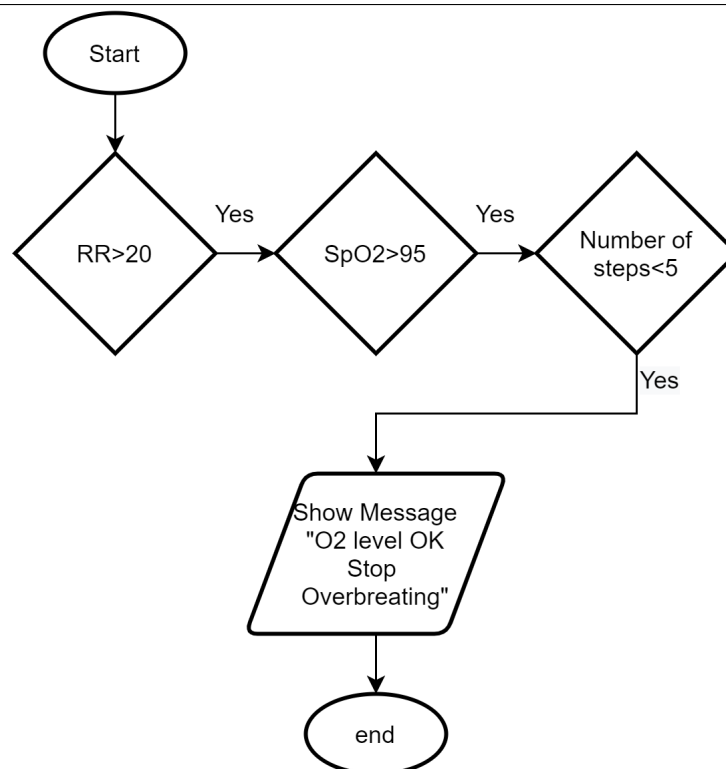 Start
RR>20
Yes
SpO2>95
Yes
Number of
steps<5
Yes
Show Message
"O2 level OK
Stop
Overbreating"
end